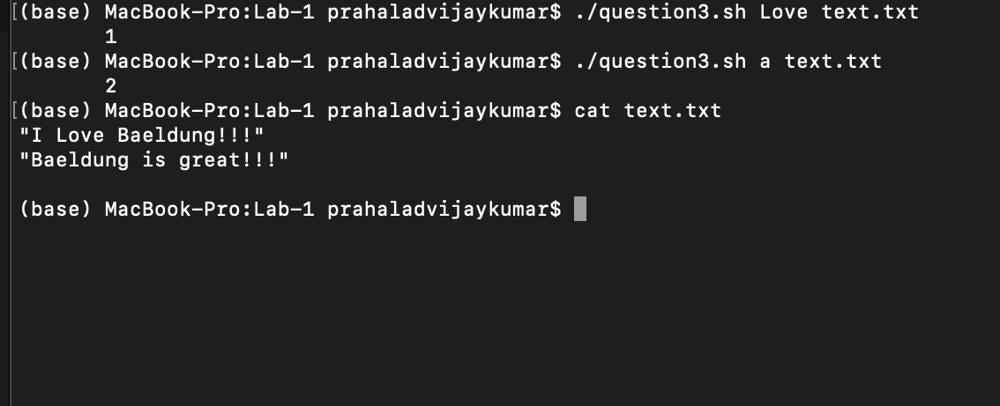 [(base) MacBook-Pro:Lab-1 prahaladvijaykumar$ ./question3.sh Love text.txt
1
[(base) MacBook-Pro:Lab-1 prahaladvijaykumar$ ./question3.sh a text.txt
2
[(base) MacBook-Pro:Lab-1 prahaladvijaykumar$ cat text.txt
"I Love Baeldung!!!"
"Baeldung is great!!!"
(base) MacBook-Pro:Lab-1 prahaladvijaykumar$